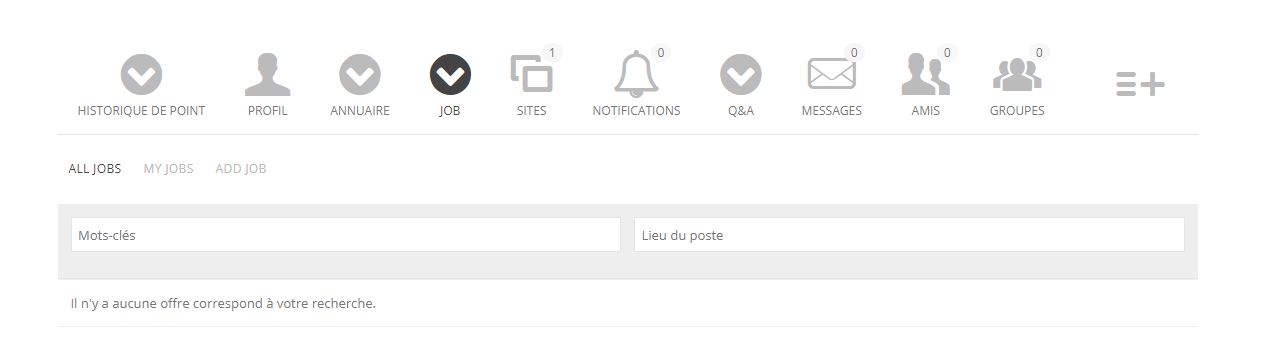 1 0 0 0 0
HISTORIQUE DE POINT PROFIL ANNUAIRE JOB SITES NOTIFICATIONS Q&A MESSAGES AMIS GROUPES
ALL JOBS MY JOBS ADD JOB
Mots-clés Lieu du poste
Il n'y a aucune offre correspond à votre recherche.